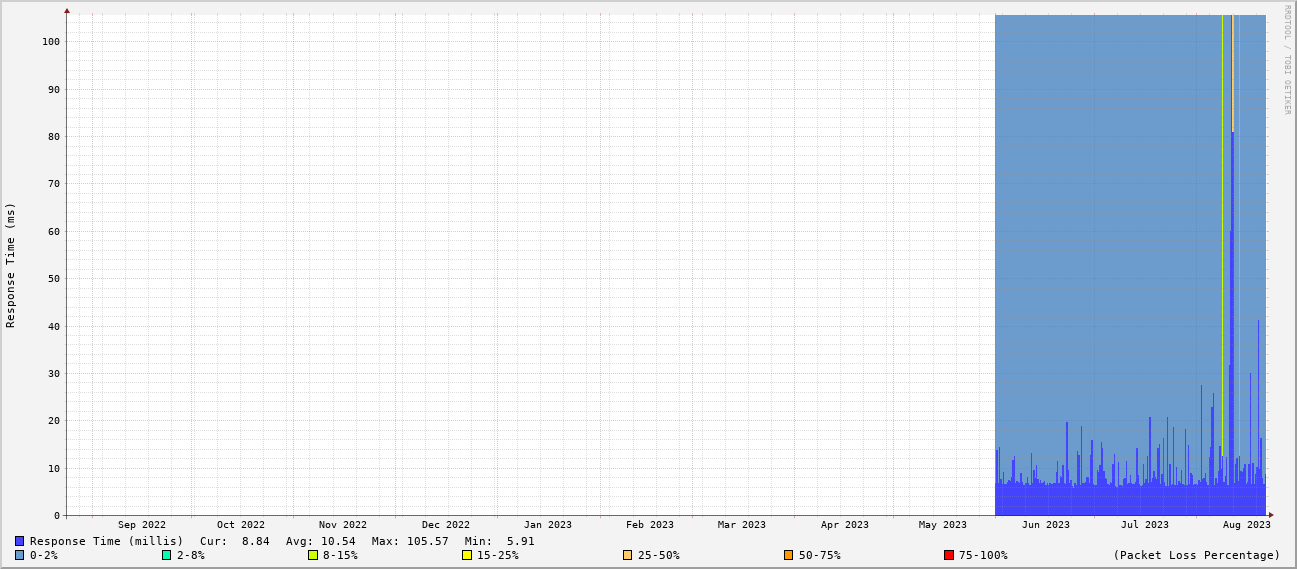 RRDTOOL / TOBI OETIKER
Response Time (ms)
100
90
80
70
60
50
40
30
20
10
0
Sep 2022 Oct 2022 Nov 2022 Dec 2022 Jan 2023 Feb 2023 Mar 2023 Apr 2023 May 2023 Jun 2023 Jul 2023 Aug 2023
Response Time (millis) Cur: 8.84 Avg: 10.54 Max: 105.57 Min: 5.91
0-2% 2-8% 8-15% 15-25% 25-50% 50-75% 75-100% (Packet Loss Percentage)